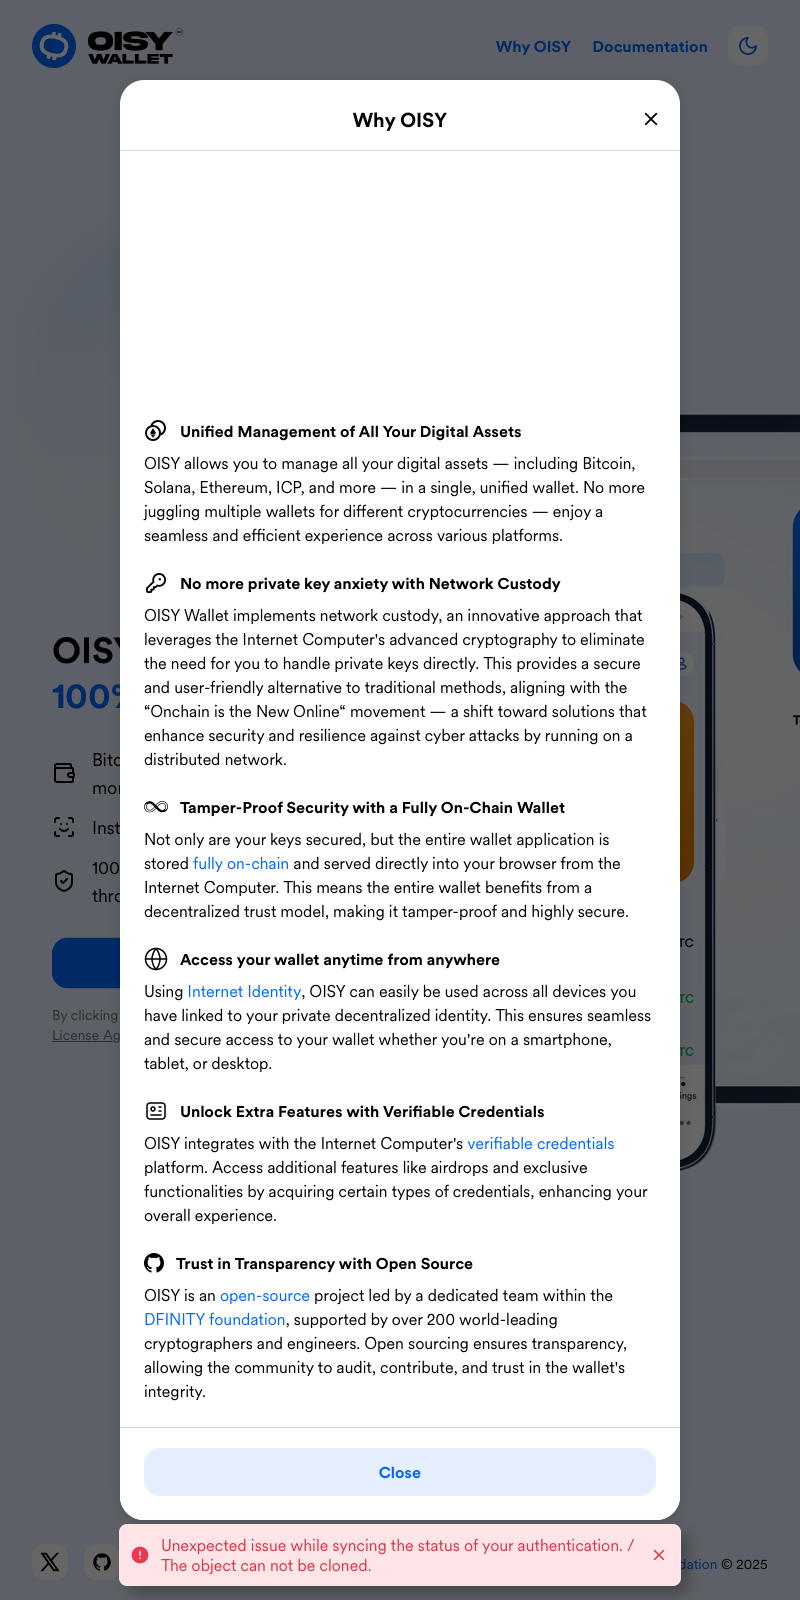 OISY
WALLET
Why OISY
Documentation
Why OISY
Unified Management of All Your Digital Assets
OISY allows you to manage all your digital assets — including Bitcoin,
Solana, Ethereum, ICP, and more — in a single, unified wallet. No more
juggling multiple wallets for different cryptocurrencies — enjoy a
seamless and efficient experience across various platforms.
No more private key anxiety with Network Custody
OISY Wallet implements network custody, an innovative approach that
leverages the Internet Computer's advanced cryptography to eliminate
the need for you to handle private keys directly. This provides a secure
and user-friendly alternative to traditional methods, aligning with the
“Onchain is the New Online“ movement — a shift toward solutions that
enhance security and resilience against cyber attacks by running on a
distributed network.
Tamper-Proof Security with a Fully On-Chain Wallet
Not only are your keys secured, but the entire wallet application is
stored fully on-chain and served directly into your browser from the
Internet Computer. This means the entire wallet benefits from a
decentralized trust model, making it tamper-proof and highly secure.
Access your wallet anytime from anywhere
Using Internet Identity, OISY can easily be used across all devices you
have linked to your private decentralized identity. This ensures seamless
and secure access to your wallet whether you're on a smartphone,
tablet, or desktop.
Unlock Extra Features with Verifiable Credentials
OISY integrates with the Internet Computer's verifiable credentials
platform. Access additional features like airdrops and exclusive
functionalities by acquiring certain types of credentials, enhancing your
overall experience.
Trust in Transparency with Open Source
OISY is an open-source project led by a dedicated team within the
DFINITY foundation, supported by over 200 world-leading
cryptographers and engineers. Open sourcing ensures transparency,
allowing the community to audit, contribute, and trust in the wallet's
integrity.
Close
OISY
100%
By clicking
License
TC
TC
TC
Unexpected issue while syncing the status of your authentication. /
The object can not be cloned.
dation © 2025